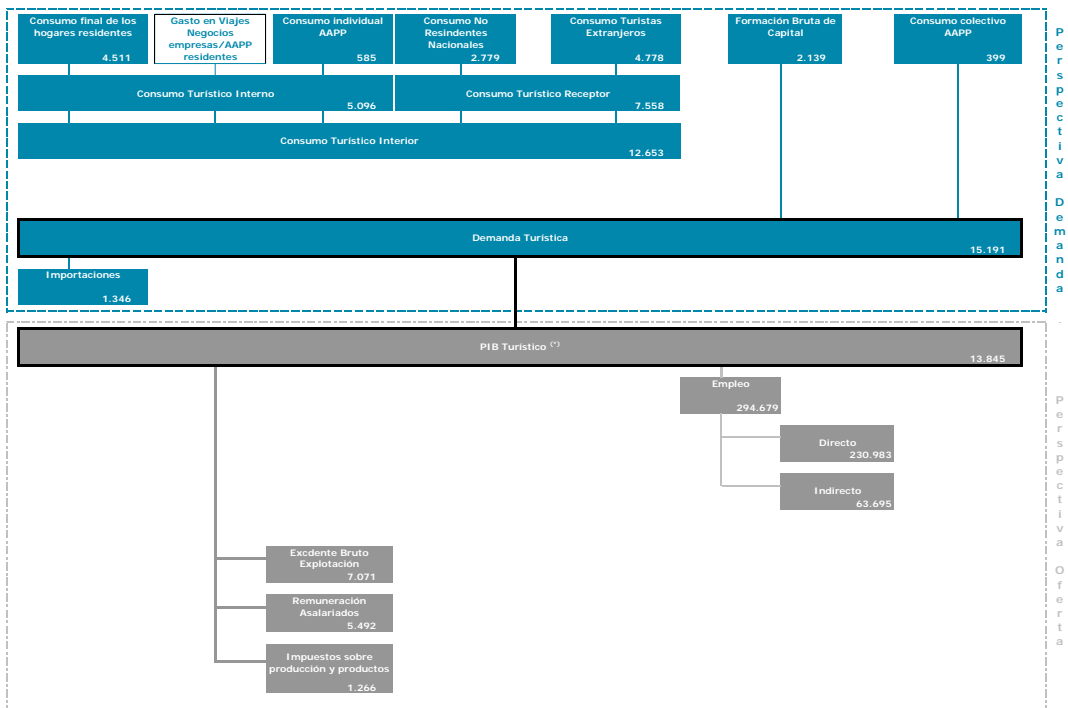 Consumo final de los
hogares residentes
4.511
Gasto en Viajes
Negocios
empresas/AAPP
residentes
Consumo individual
AAPP
585
Consumo No
Resindentes
Nacionales
2.779
Consumo Turistas
Extranjeros
4.778
Formación Bruta de
Capital
2.139
Consumo colectivo
AAPP
399
Consumo Turístico Interno
5.096
Consumo Turístico Receptor
7.558
Consumo Turístico Interior
12.653
Demanda Turística
15.191
Importaciones
1.346
Perspectiva Demanda
PIB Turístico (*)
13.845
Empleo
294.679
Directo
230.983
Indirecto
63.695
Excdente Bruto
Explotación
7.071
Remuneración
Asalariados
5.492
Impuestos sobre
producción y productos
1.266
Perspectiva Oferta